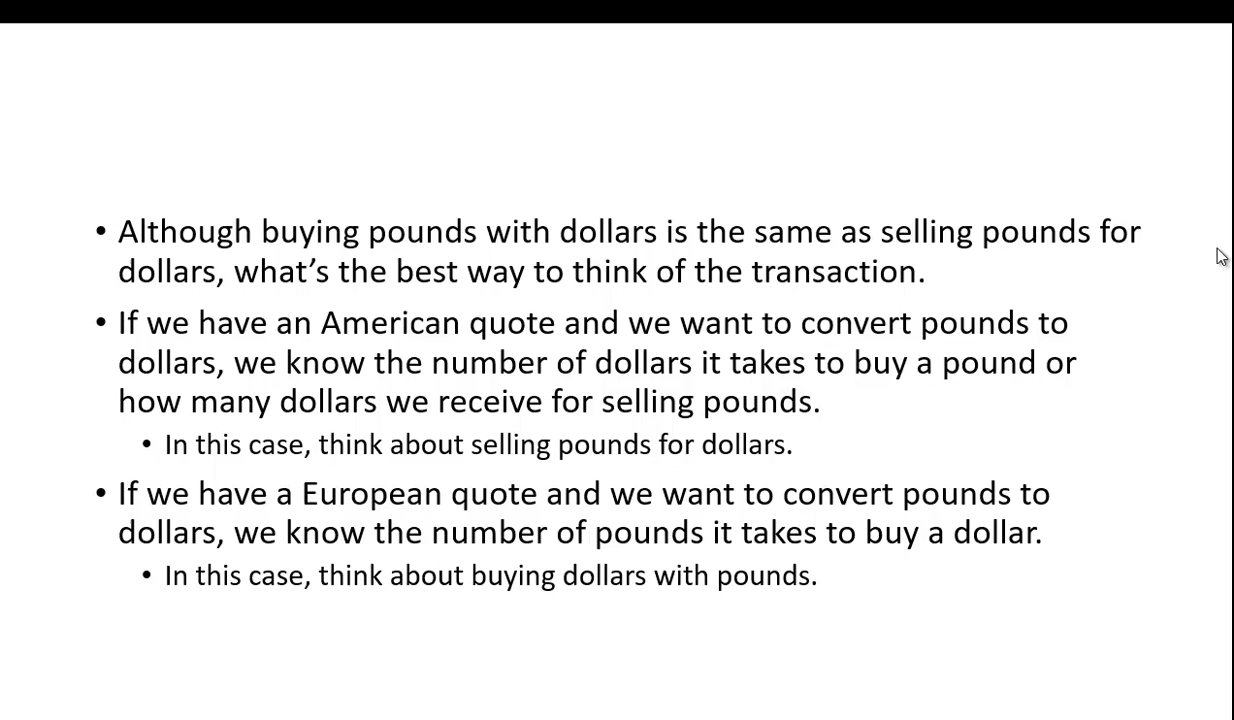 • Although buying pounds with dollars is the same as selling pounds for
dollars, what's the best way to think of the transaction.
• If we have an American quote and we want to convert pounds to
dollars, we know the number of dollars it takes to buy a pound or
how many dollars we receive for selling pounds.
• In this case, think about selling pounds for dollars.
• If we have a European quote and we want to convert pounds to
dollars, we know the number of pounds it takes to buy a dollar.
• In this case, think about buying dollars with pounds.